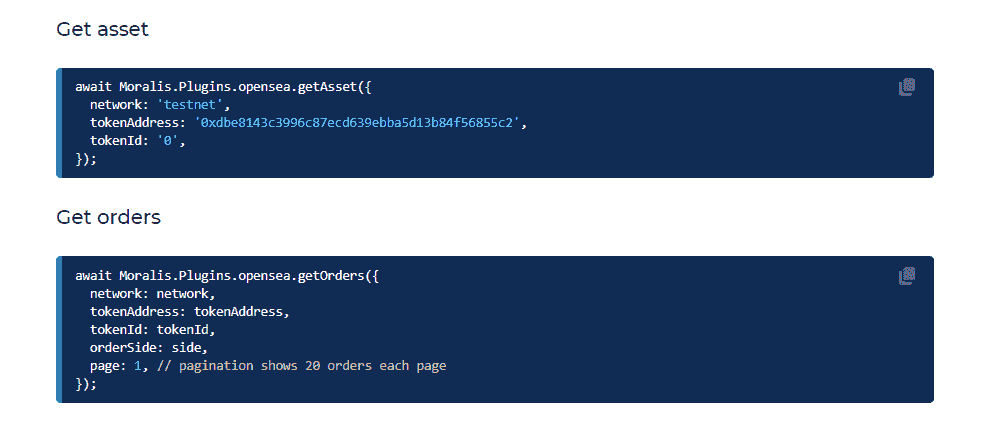 Get asset
await Moralis.Plugins.opensea.getAsset({
  network: 'testnet',
  tokenAddress: '0xdbe8143c3996c87ecd639ebba5d13b84f56855c2',
  tokenId: '0',
});
Get orders
await Moralis.Plugins.opensea.getOrders({
  network: network,
  tokenAddress: tokenAddress,
  tokenId: tokenId,
  orderSide: side,
  page: 1, // pagination shows 20 orders each page
});